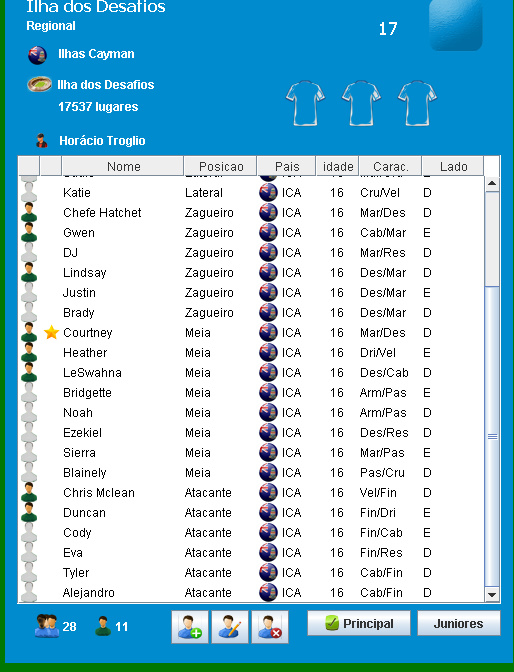 Ilha dos Desafios
Regional
17
Ilhas Cayman
Ilha dos Desafios
17537 lugares
Horácio Troglio
Nome Posicao Pais idade Carac. Lado
Katie Lateral ICA 16 Cru/Vel D
Chefe Hatchet Zagueiro ICA 16 Mar/Des D
Gwen Zagueiro ICA 16 Cab/Mar E
DJ Zagueiro ICA 16 Mar/Res D
Lindsay Zagueiro ICA 16 Des/Mar D
Justin Zagueiro ICA 16 Des/Mar E
Brady Zagueiro ICA 16 Des/Mar D
Courtney Meia ICA 16 Mar/Des D
Heather Meia ICA 16 Dri/Vel E
LeSwahna Meia ICA 16 Des/Cab D
Bridgette Meia ICA 16 Arm/Pas E
Noah Meia ICA 16 Arm/Pas D
Ezekiel Meia ICA 16 Des/Res D
Sierra Meia ICA 16 Mar/Pas E
Blainely Meia ICA 16 Pas/Cru D
Chris Mclean Atacante ICA 16 Vel/Fin D
Duncan Atacante ICA 16 Fin/Dri E
Cody Atacante ICA 16 Fin/Cab E
Eva Atacante ICA 16 Fin/Res D
Tyler Atacante ICA 16 Cab/Fin D
Alejandro Atacante ICA 16 Cab/Fin D
28 11 Principal Juniores